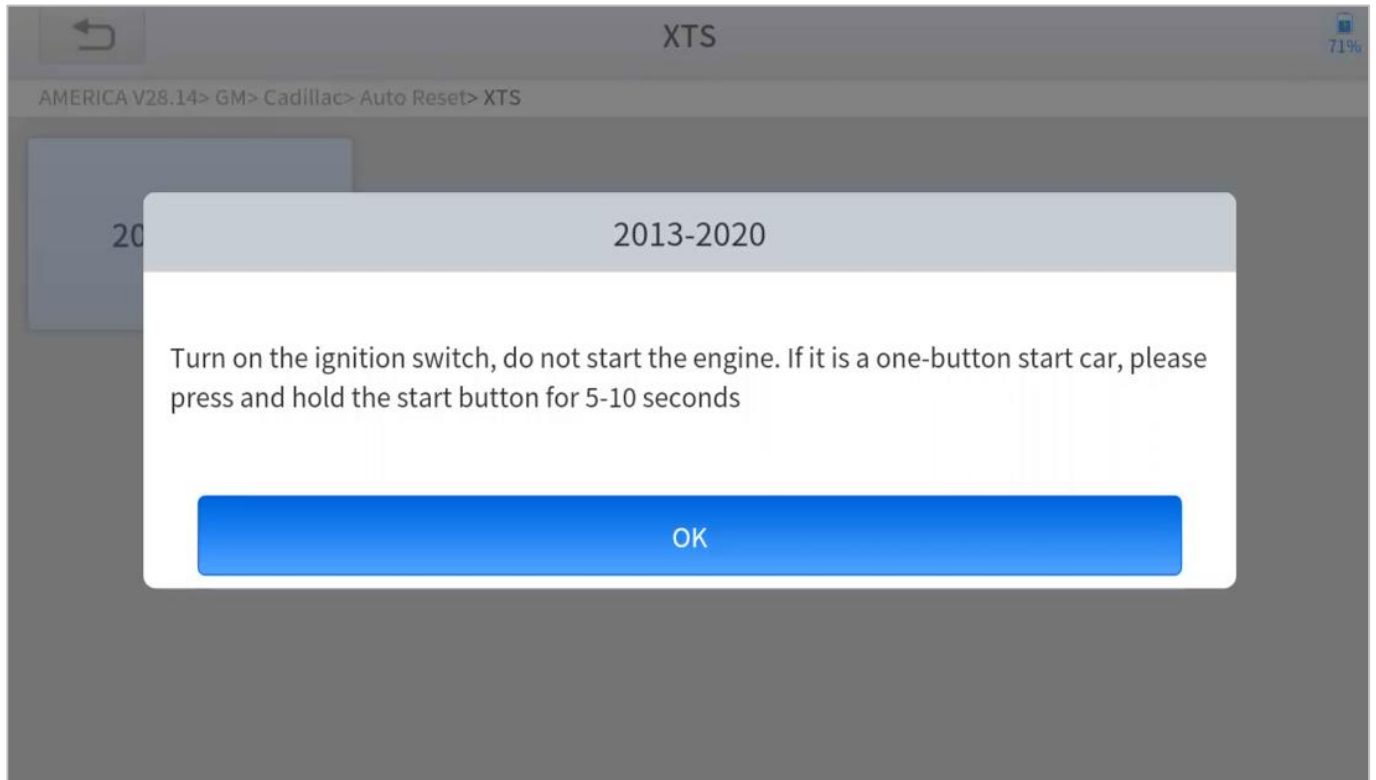 XTS
71%
AMERICA V28.14> GM> Cadillac> Auto Reset> XTS
20
2013-2020
Turn on the ignition switch, do not start the engine. If it is a one-button start car, please
press and hold the start button for 5-10 seconds
OK